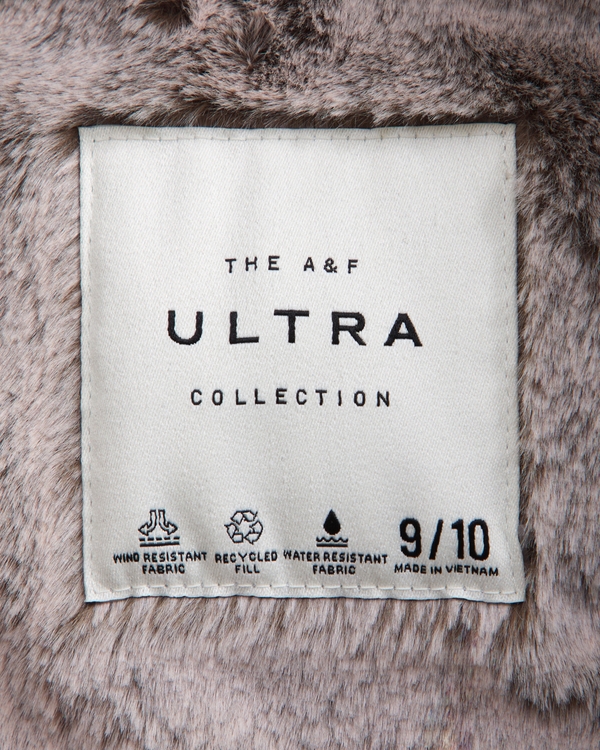 THE A&F
ULTRA
COLLECTION
WIND RESISTANT FABRIC
RECYCLED FILL
WATER RESISTANT FABRIC
9/10
MADE IN VIETNAM